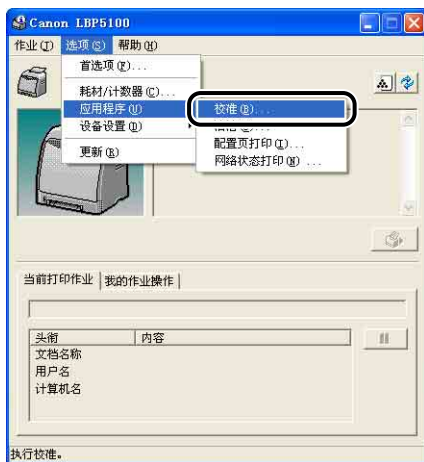 Canon LBP5100
作业(J) 选项(S) 帮助(H)
首选项(P)...
耗材/计数器(C)...
应用程序(U)
校准(B)...
设备设置(D)
配置页打印(I)...
网络状态打印(N) ...
更新(R)
当前打印作业 我的作业操作
头衔 内容
文档名称
用户名
计算机名
执行校准。